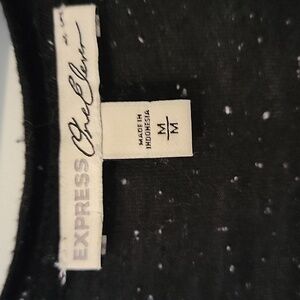 EXPRESS
One Eleven
MADE IN
INDONESIA
M
M